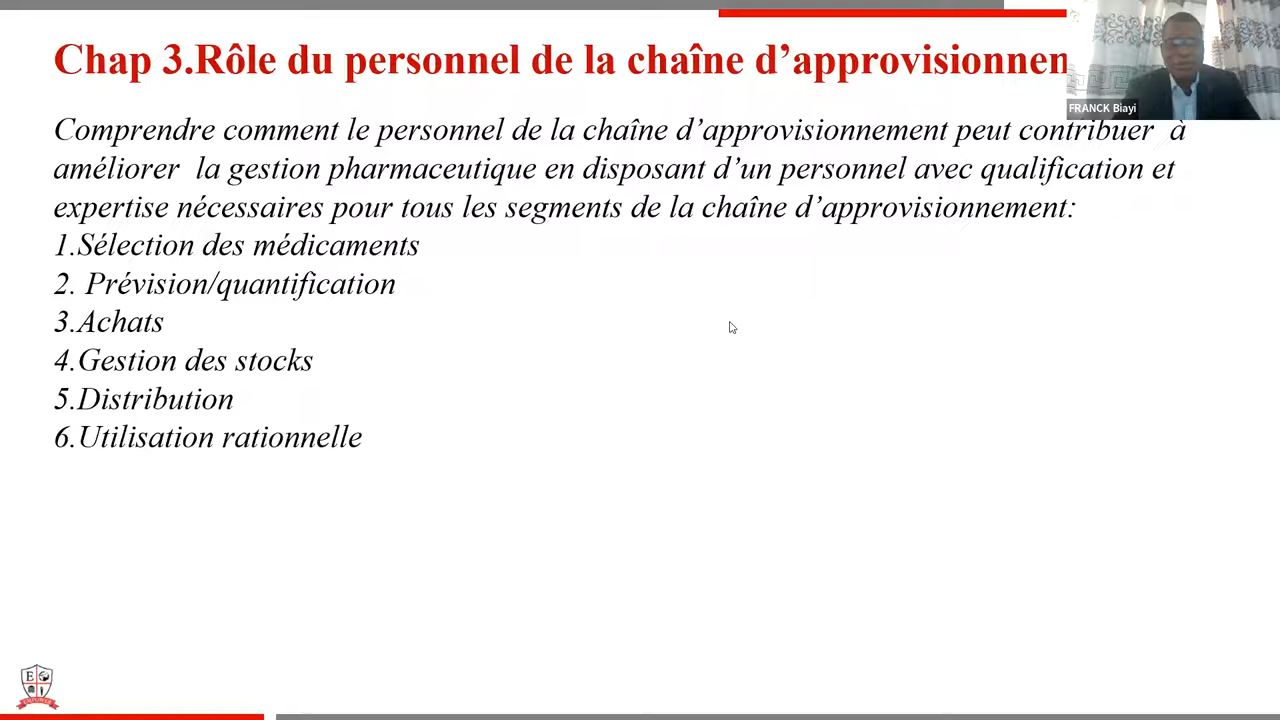 Chap 3.Rôle du personnel de la chaîne d’approvisionnen
FRANCK Biayi
Comprendre comment le personnel de la chaîne d’approvisionnement peut contribuer à
améliorer la gestion pharmaceutique en disposant d’un personnel avec qualification et
expertise nécessaires pour tous les segments de la chaîne d’approvisionnement:
1.Sélection des médicaments
2. Prévision/quantification
3.Achats
4.Gestion des stocks
5.Distribution
6.Utilisation rationnelle
E